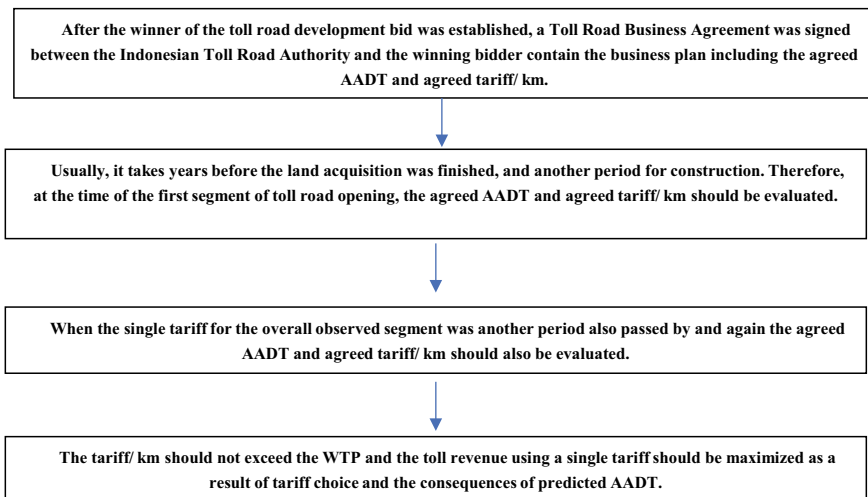 After the winner of the toll road development bid was established, a Toll Road Business Agreement was signed
between the Indonesian Toll Road Authority and the winning bidder contain the business plan including the agreed
AADT and agreed tariff/ km.
Usually, it takes years before the land acquisition was finished, and another period for construction. Therefore,
at the time of the first segment of toll road opening, the agreed AADT and agreed tariff/ km should be evaluated.
When the single tariff for the overall observed segment was another period also passed by and again the agreed
AADT and agreed tariff/ km should also be evaluated.
The tariff/ km should not exceed the WTP and the toll revenue using a single tariff should be maximized as a
result of tariff choice and the consequences of predicted AADT.